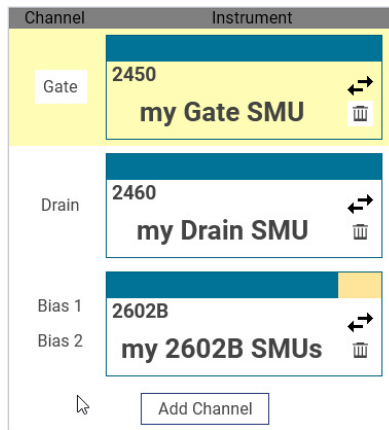 Channel Instrument
Gate
2450
my Gate SMU
Drain
2460
my Drain SMU
Bias 1
Bias 2
2602B
my 2602B SMUs
Add Channel